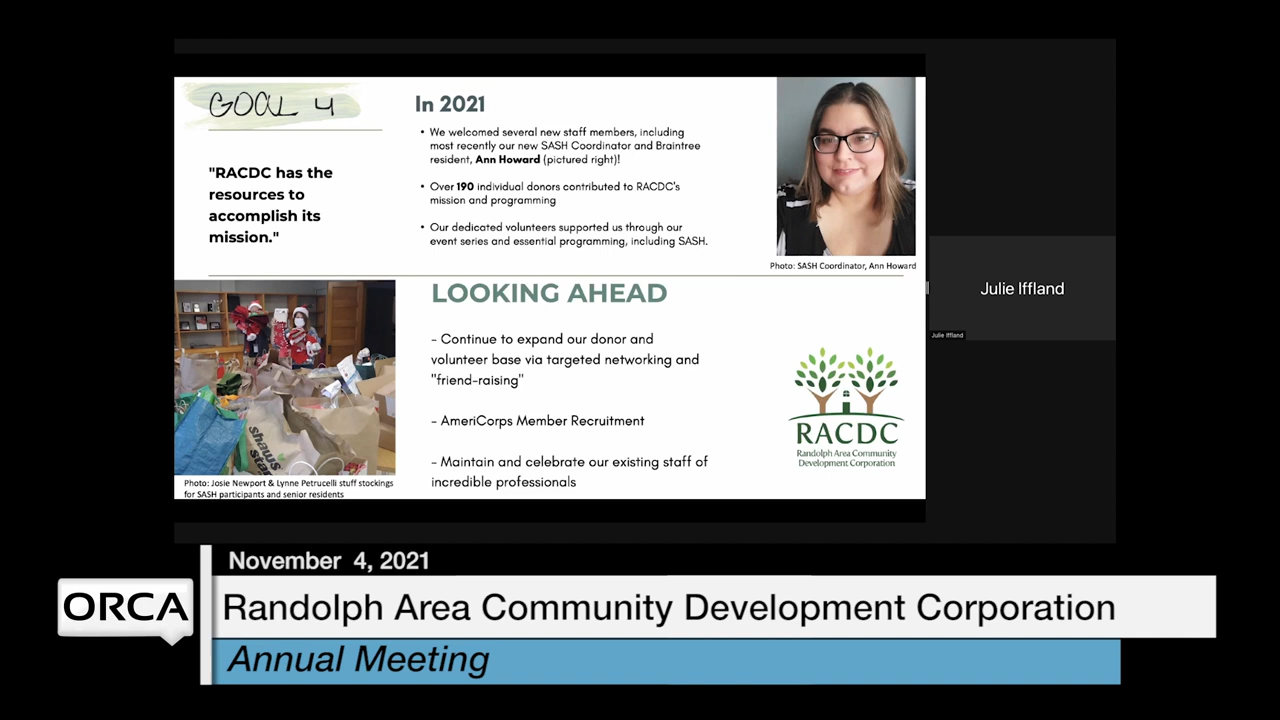 GOAL 4
"RACDC has the
resources to
accomplish its
mission."
In 2021
• We welcomed several new staff members, including
most recently our new SASH Coordinator and Braintree
resident, Ann Howard (pictured right)!
• Over 190 individual donors contributed to RACDC's
mission and programming
• Our dedicated volunteers supported us through our
event series and essential programming, including SASH.
Photo: SASH Coordinator, Ann Howard
LOOKING AHEAD
- Continue to expand our donor and
volunteer base via targeted networking and
"friend-raising"
- AmeriCorps Member Recruitment
- Maintain and celebrate our existing staff of
incredible professionals
shaws
Photo: Josie Newport & Lynne Petrucelli stuff stockings
for SASH participants and senior residents
RACDC
Randolph Area Community
Development Corporation
Julie Iffland
Julie Iffland
November 4, 2021
ORCA
Randolph Area Community Development Corporation
Annual Meeting